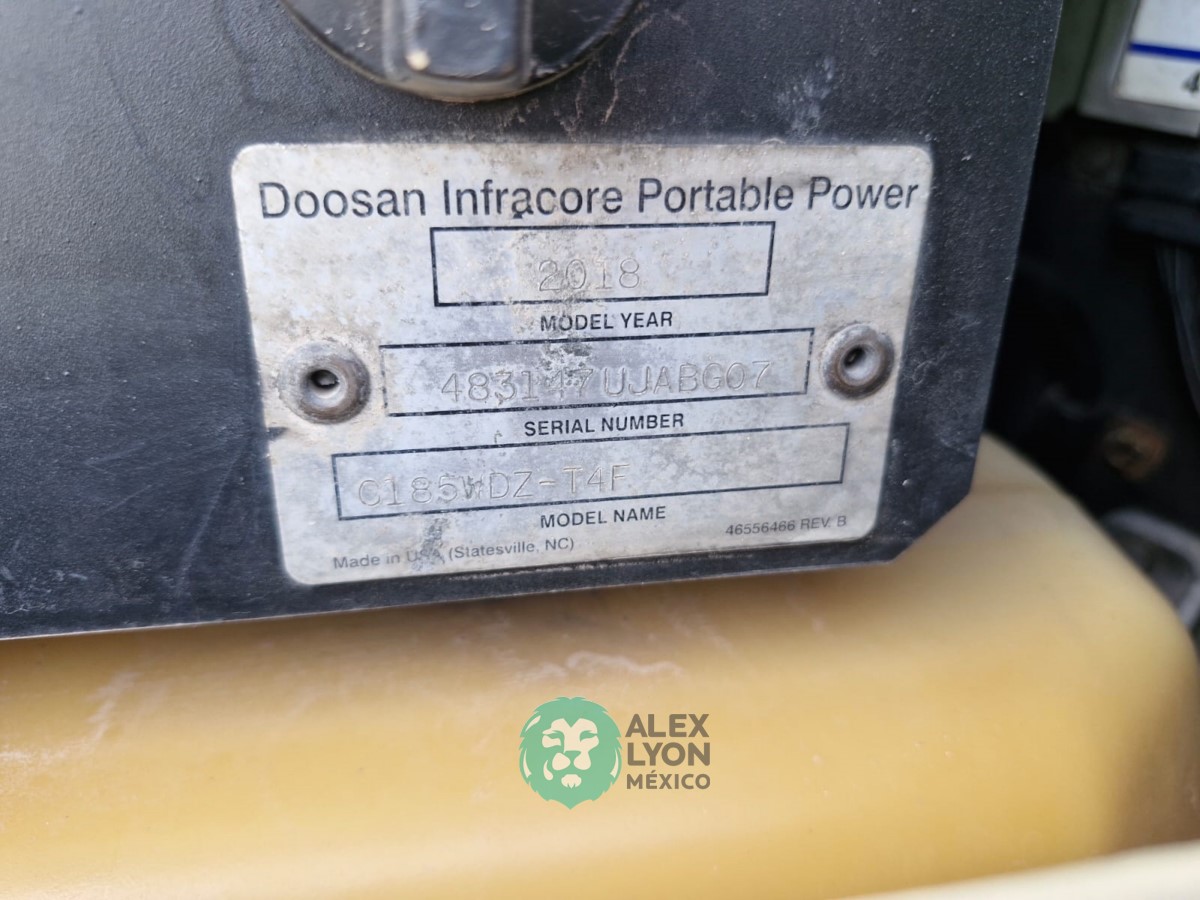 Doosan Infracore Portable Power
2018
MODEL YEAR
483147UJABG07
SERIAL NUMBER
C185WDZ-T4F
MODEL NAME
46556466 REV. B
Made in USA (Statesville, NC)
4
ALEX
LYON
MÉXICO